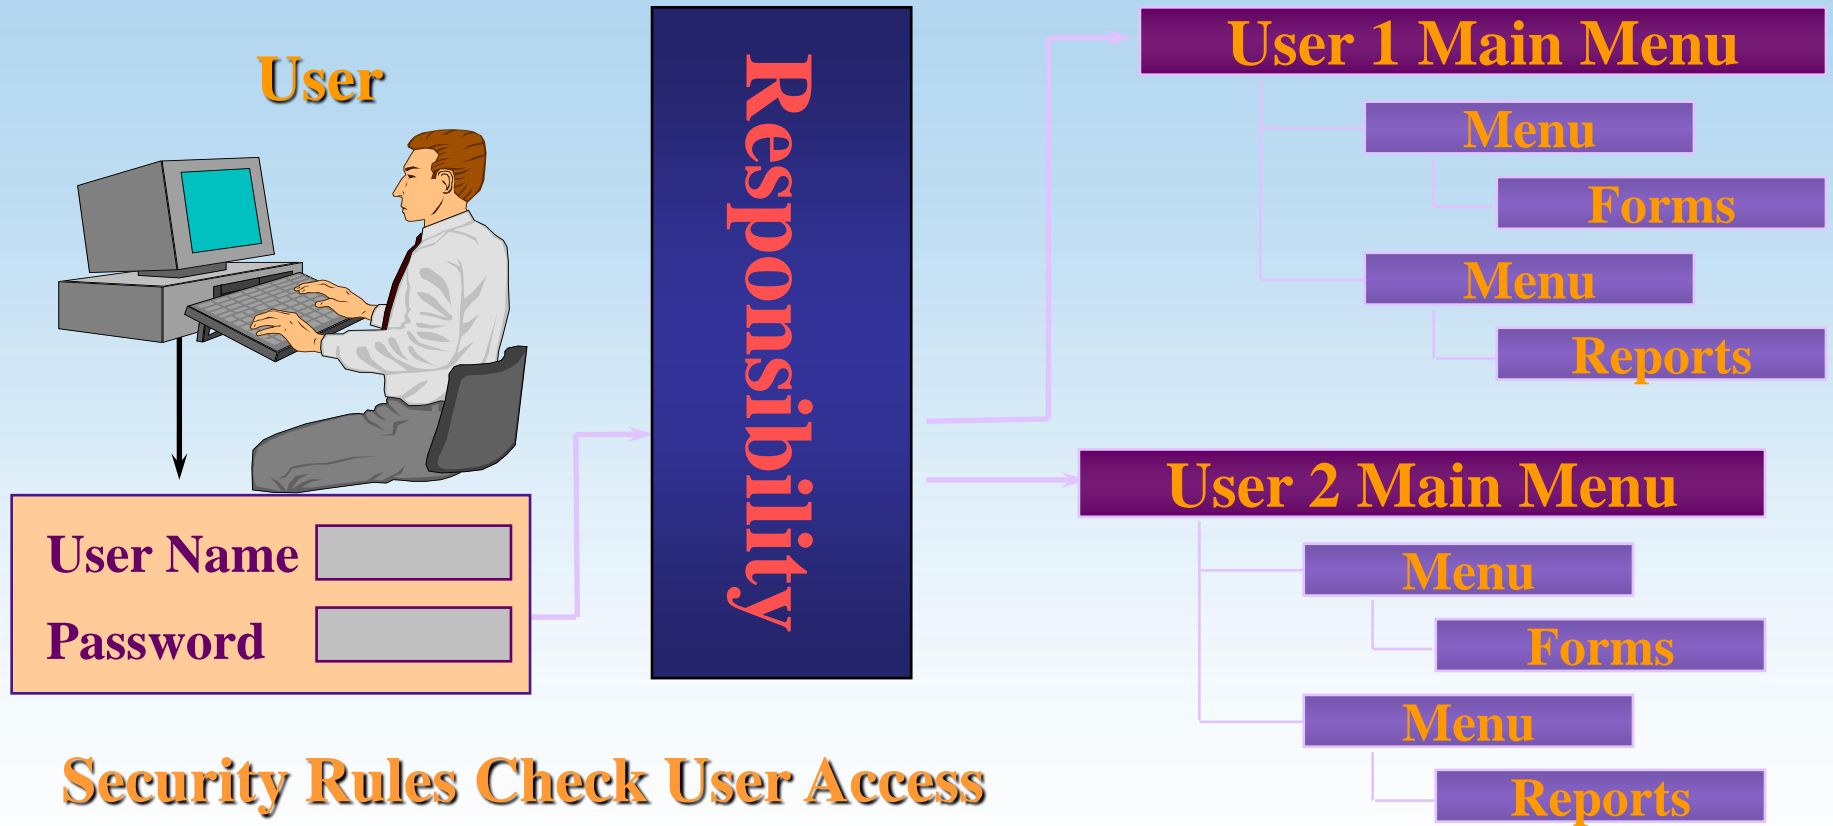 User
User Name
Password
Security Rules Check User Access
Responsibility
User 1 Main Menu
Menu
Forms
Menu
Reports
User 2 Main Menu
Menu
Forms
Menu
Reports